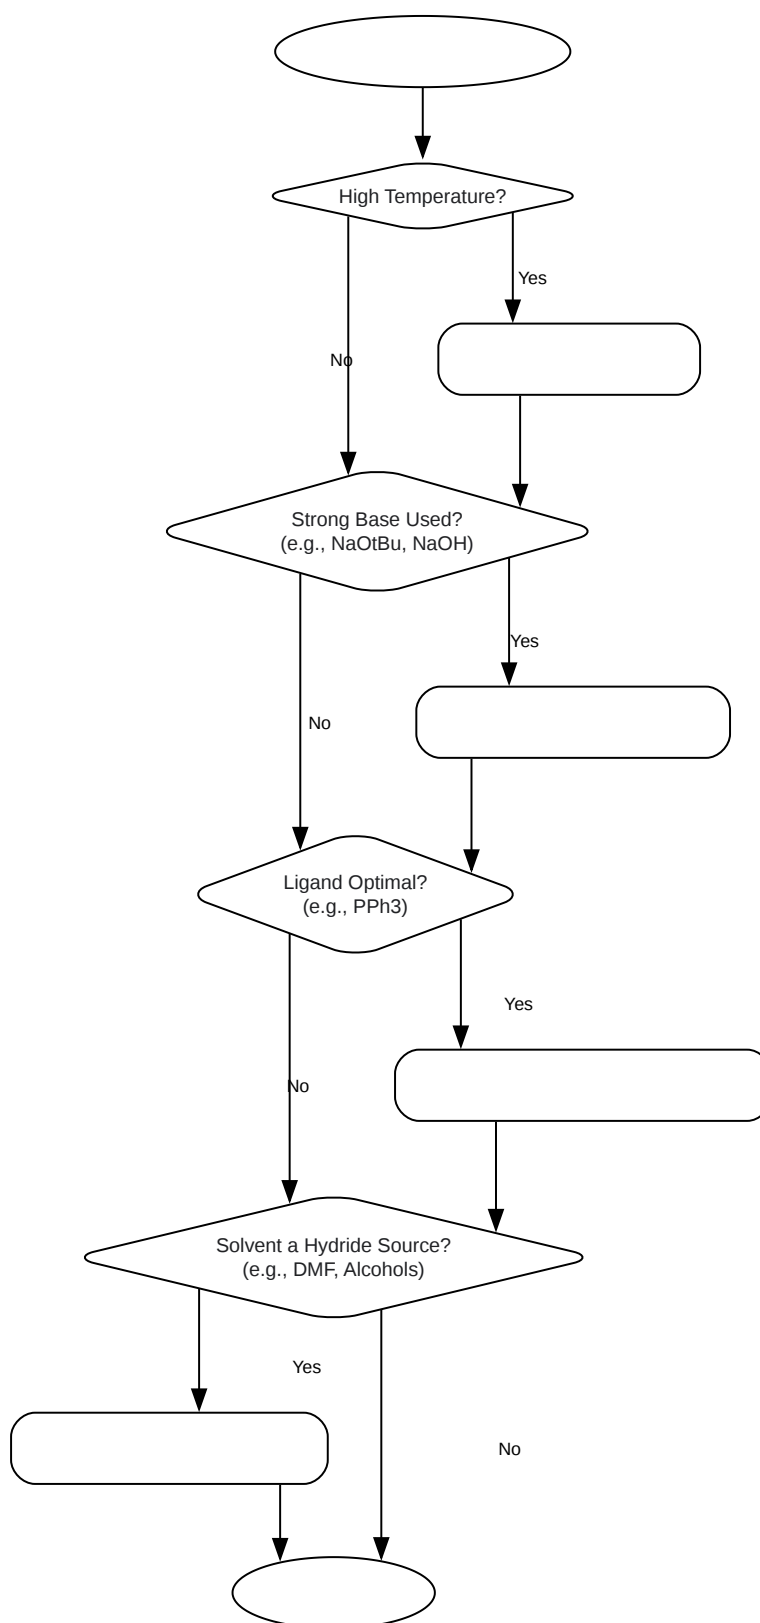 High Temperature?
Yes
No
Strong Base Used?
(e.g., NaOtBu, NaOH)
Yes
No
Ligand Optimal?
(e.g., PPh3)
Yes
No
Solvent a Hydride Source?
(e.g., DMF, Alcohols)
Yes
No